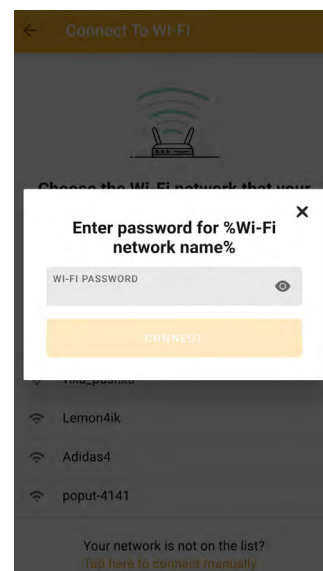 Connect To WI-FI
Choose the Wi-Fi network that your
Enter password for %Wi-Fi
network name%
WI-FI PASSWORD
CONNECT
Lemon4ik
Adidas4
poput-4141
Your network is not on the list?
Tap here to connect manually